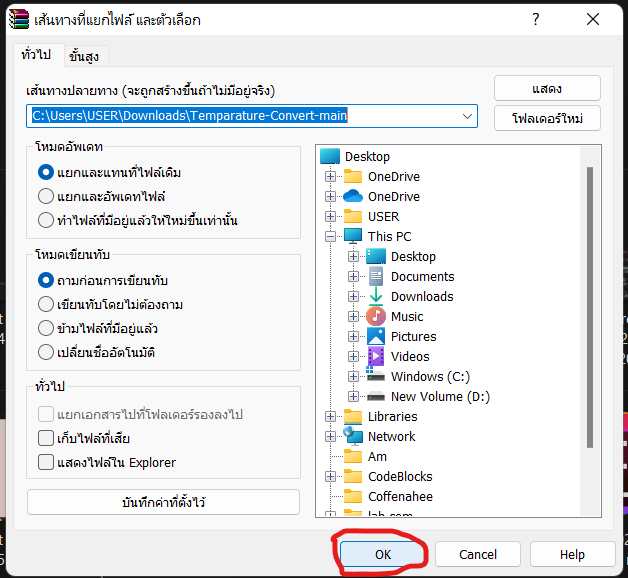 เส้นทางที่แยกไฟล์ และตัวเลือก
?
ทั่วไป ขั้นสูง
เส้นทางปลายทาง (จะถูกสร้างขึ้นถ้าไม่มีอยู่จริง)
แสดง
C:\Users\USER\Downloads\Temparature-Convert-main
โฟลเดอร์ใหม่
โหมดอัพเดท
แยกและแทนที่ไฟล์เดิม
แยกและอัพเดทไฟล์
ทำไฟล์ที่มีอยู่แล้วให้ใหม่ขึ้นเท่านั้น
โหมดเขียนทับ
ถามก่อนการเขียนทับ
เขียนทับโดยไม่ต้องถาม
ข้ามไฟล์ที่มีอยู่แล้ว
เปลี่ยนชื่ออัตโนมัติ
ทั่วไป
แยกเอกสารไปที่โฟลเดอร์รองลงไป
เก็บไฟล์ที่เสีย
แสดงไฟล์ใน Explorer
บันทึกค่าที่ตั้งไว้
Desktop
OneDrive
OneDrive
USER
This PC
Desktop
Documents
Downloads
Music
Pictures
Videos
Windows (C:)
New Volume (D:)
Libraries
Network
Am
CodeBlocks
Coffenahee
OK Cancel Help